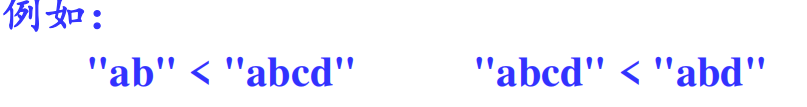 例如：
"ab" < "abcd" "abcd" < "abd"